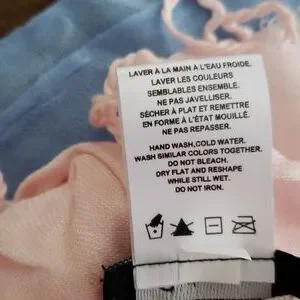 LAVER À LA MAIN À L'EAU FROIDE.
LAVER LES COULEURS
SEMBLABLES ENSEMBLE.
NE PAS JAVELLISER.
SÉCHER À PLAT ET REMETTRE
EN FORME À L'ÉTAT MOUILLÉ.
NE PAS REPASSER.
HAND WASH,COLD WATER.
WASH SIMILAR COLORS TOGETHER.
DO NOT BLEACH.
DRY FLAT AND RESHAPE
WHILE STILL WET.
DO NOT IRON.